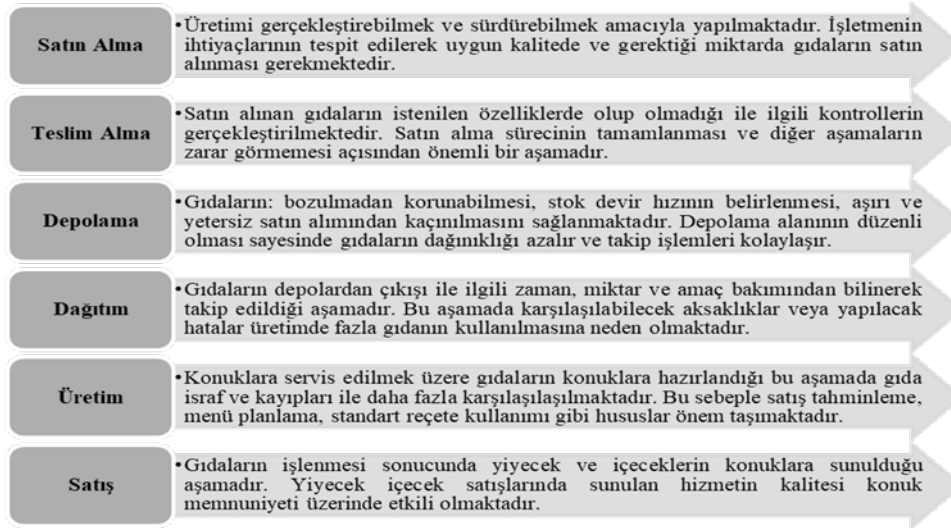 Satın Alma
•Üretimi gerçekleştirebilmek ve sürdürebilmek amacıyla yapılmaktadır. İşletmenin
ihtiyaçlarının tespit edilerek uygun kalitede ve gerektiği miktarda gıdaların satın
alınması gerekmektedir.
Teslim Alma
•Satın alınan gıdaların istenilen özelliklerde olup olmadığı ile ilgili kontrollerin
gerçekleştirilmektedir. Satın alma sürecinin tamamlanması ve diğer aşamaların
zarar görmemesi açısından önemli bir aşamadır.
Depolama
•Gıdaların: bozulmadan korunabilmesi, stok devir hızının belirlenmesi, aşırı ve
yetersiz satın alımından kaçınılmasını sağlanmaktadır. Depolama alanının düzenli
olması sayesinde gıdaların dağınıklığı azalır ve takip işlemleri kolaylaşır.
Dağıtım
•Gıdaların depolardan çıkışı ile ilgili zaman, miktar ve amaç bakımından bilinerek
takip edildiği aşamadır. Bu aşamada karşılaşılabilecek aksaklıklar veya yapılacak
hatalar üretimde fazla gıdanın kullanılmasına neden olmaktadır.
Üretim
•Konuklara servis edilmek üzere gıdaların konuklara hazırlandığı bu aşamada gıda
israf ve kayıpları ile daha fazla karşılaşılaşılmaktadır. Bu sebeple satış tahminleme,
menü planlama, standart reçete kullanımı gibi hususlar önem taşımaktadır.
Satış
•Gıdaların işlenmesi sonucunda yiyecek ve içeceklerin konuklara sunulduğu
aşamadır. Yiyecek içecek satışlarında sunulan hizmetin kalitesi konuk
memnuniyeti üzerinde etkili olmaktadır.